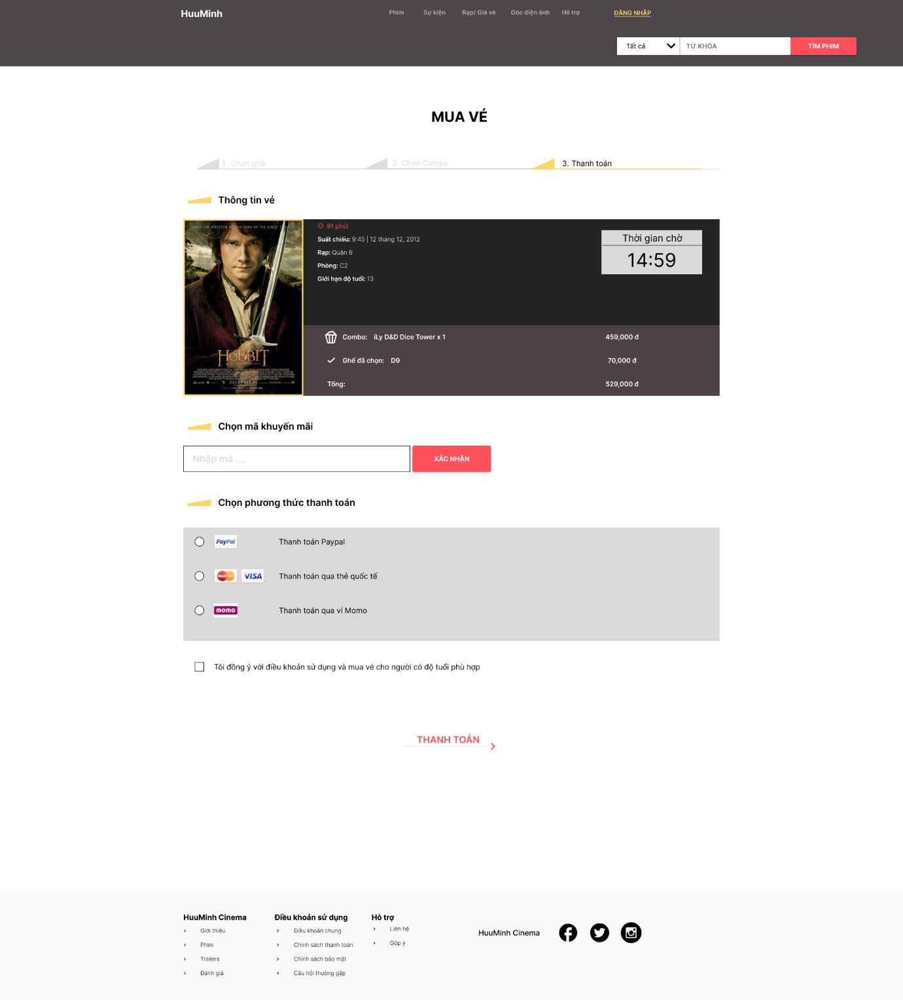 HuuMinh
Phim
Sự kiện
Rạp/ Giá vé
Góc điện ảnh
Hỗ trợ
ĐĂNG NHẬP
Tất cả
TỪ KHÓA
TÌM PHIM
MUA VÉ
1. Chọn ghế
2. Chọn Compo
3. Thanh toán
Thông tin vé
FROM THE DIRECTOR OF THE LORD OF THE RINGS TRILOGY
HOBBIT
DECEMBER 14
91 phút
Suất chiếu: 9:45 | 12 tháng 12, 2012
Rạp: Quận 8
Phòng: C2
Giới hạn độ tuổi: 13
Thời gian chờ
14:59
Combo: iLy D&D Dice Tower x 1
459,000 đ
Ghế đã chọn: D9
70,000 đ
Tổng:
529,000 đ
Chọn mã khuyến mãi
Nhập mã ....
XÁC NHẬN
Chọn phương thức thanh toán
PayPal
Thanh toán Paypal
MasterCard
VISA
Thanh toán qua thẻ quốc tế
momo
Thanh toán qua ví Momo
Tôi đồng ý với điều khoản sử dụng và mua vé cho người có độ tuổi phù hợp
THANH TOÁN
HuuMinh Cinema
Giới thiệu
Phim
Trailers
Đánh giá
Điều khoản sử dụng
Điều khoản chung
Chính sách thanh toán
Chính sách bảo mật
Câu hỏi thường gặp
Hỗ trợ
Liên hệ
Góp ý
HuuMinh Cinema